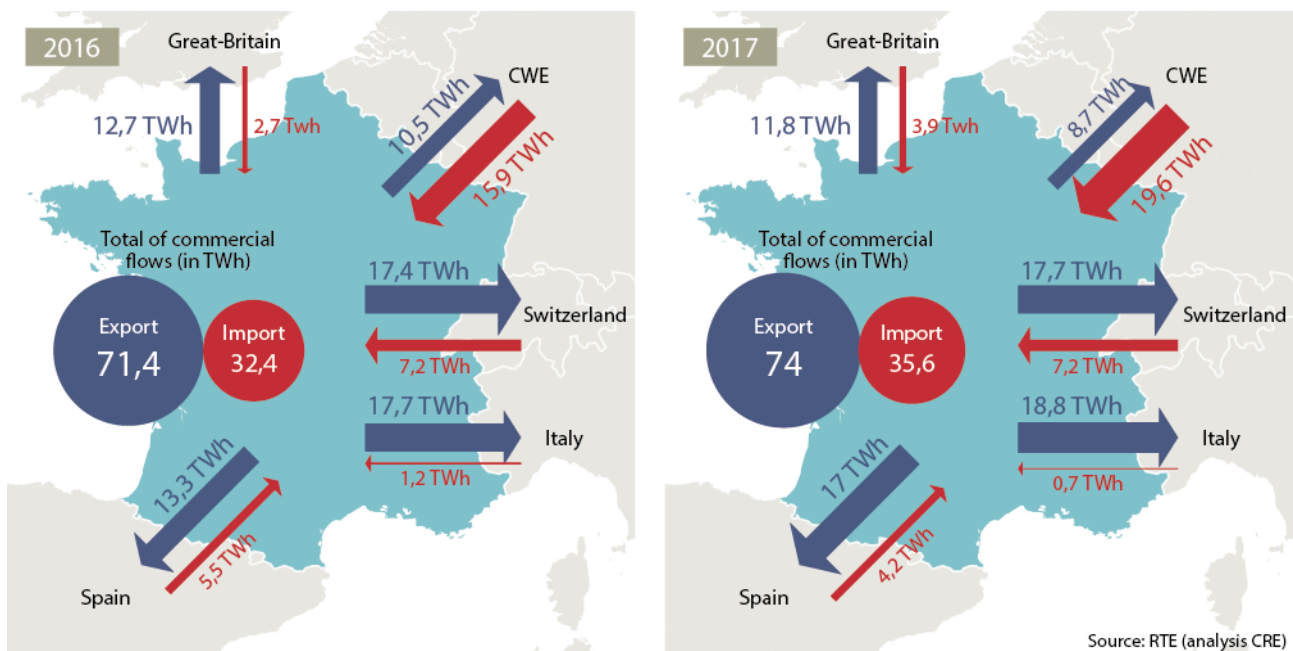 2016
Great-Britain
CWE
12,7 TWh
2,7 Twh
10,5 TWh
15,9 TWh
Total of commercial
flows (in TWh)
Export
71,4
Import
32,4
17,4 TWh
Switzerland
7,2 TWh
17,7 TWh
Italy
1,2 TWh
13,3 TWh
5,5 TWh
Spain
2017
Great-Britain
CWE
11,8 TWh
3,9 Twh
8,7 TWh
19,6 TWh
Total of commercial
flows (in TWh)
Export
74
Import
35,6
17,7 TWh
Switzerland
7,2 TWh
18,8 TWh
Italy
0,7 TWh
17 TWh
4,2 TWh
Spain
Source: RTE (analysis CRE)